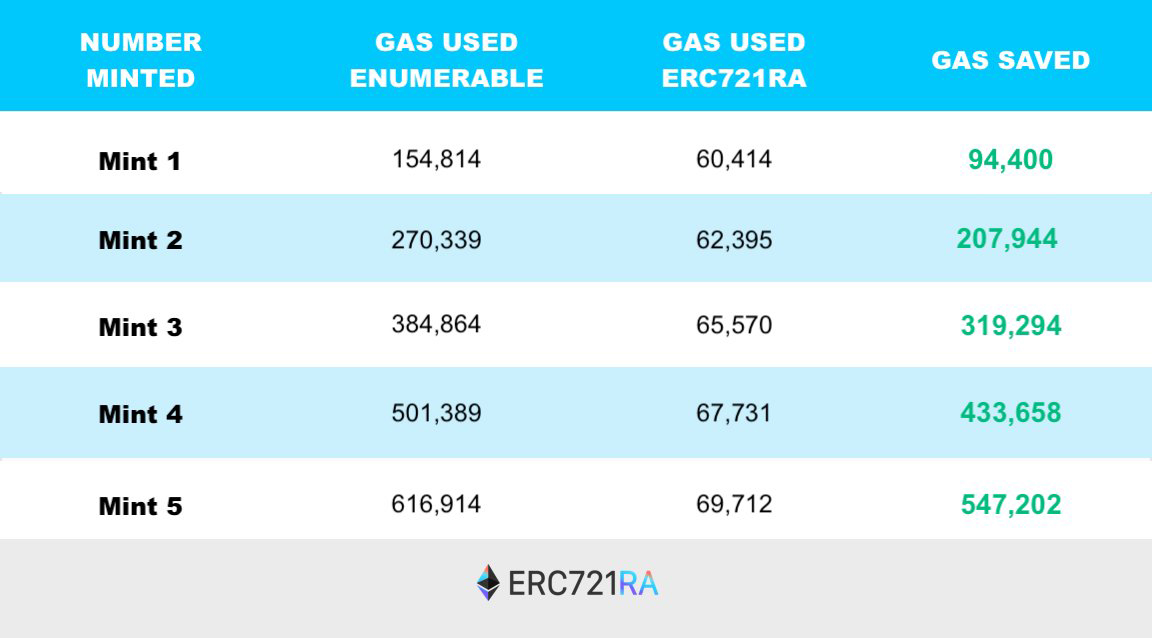 NUMBER MINTED GAS USED ENUMERABLE GAS USED ERC721RA GAS SAVED
Mint 1 154,814 60,414 94,400
Mint 2 270,339 62,395 207,944
Mint 3 384,864 65,570 319,294
Mint 4 501,389 67,731 433,658
Mint 5 616,914 69,712 547,202
ERC721RA